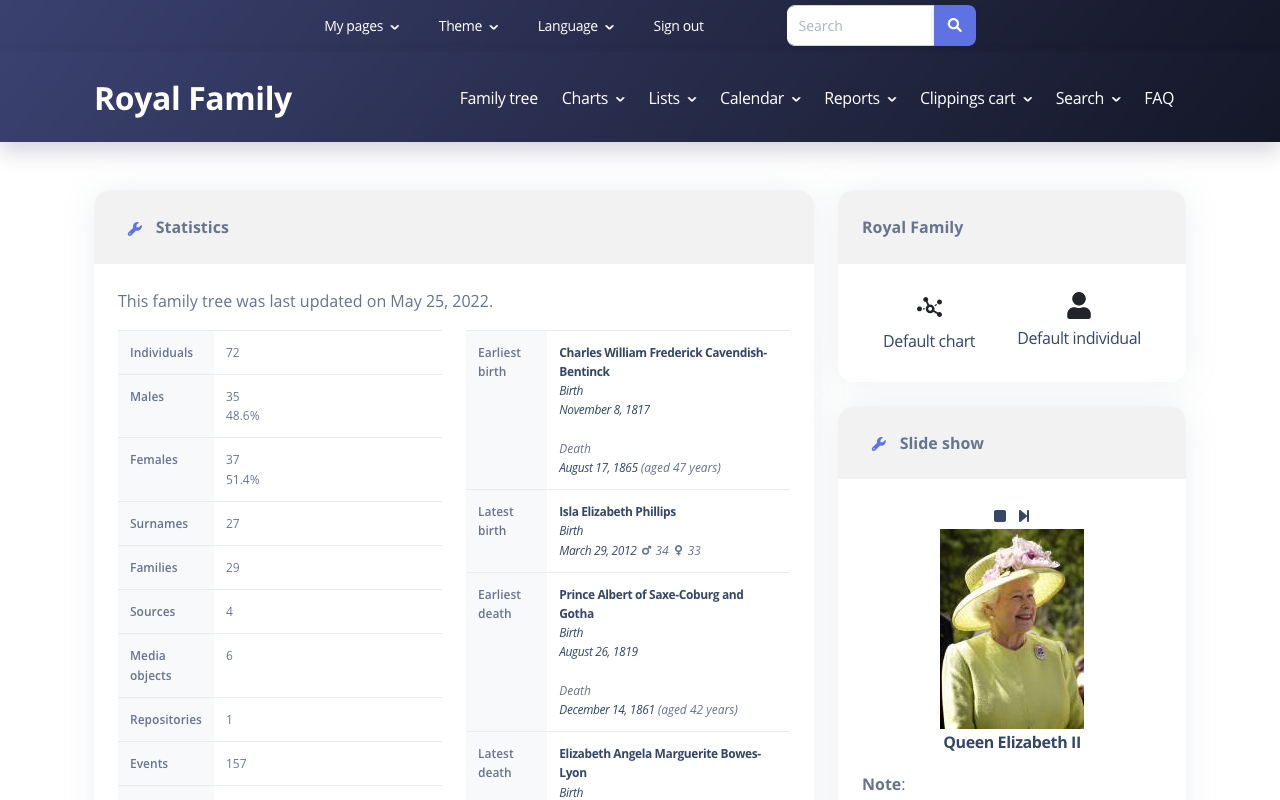 My pages
Theme
Language
Sign out
Search
Royal Family
Family tree
Charts
Lists
Calendar
Reports
Clippings cart
Search
FAQ
Statistics
This family tree was last updated on May 25, 2022.
Individuals 72
Males 35
48.6%
Females 37
51.4%
Surnames 27
Families 29
Sources 4
Media 6
objects
Repositories 1
Events 157
Earliest Charles William Frederick Cavendish-
birth Bentinck
Birth
November 8, 1817
Death
August 17, 1865 (aged 47 years)
Latest Isla Elizabeth Phillips
birth Birth
March 29, 2012 ♂ 34 ♀ 33
Earliest Prince Albert of Saxe-Coburg and
death Gotha
Birth
August 26, 1819
Death
December 14, 1861 (aged 42 years)
Latest Elizabeth Angela Marguerite Bowes-
death Lyon
Birth
Royal Family
Default chart
Default individual
Slide show
Queen Elizabeth II
Note: